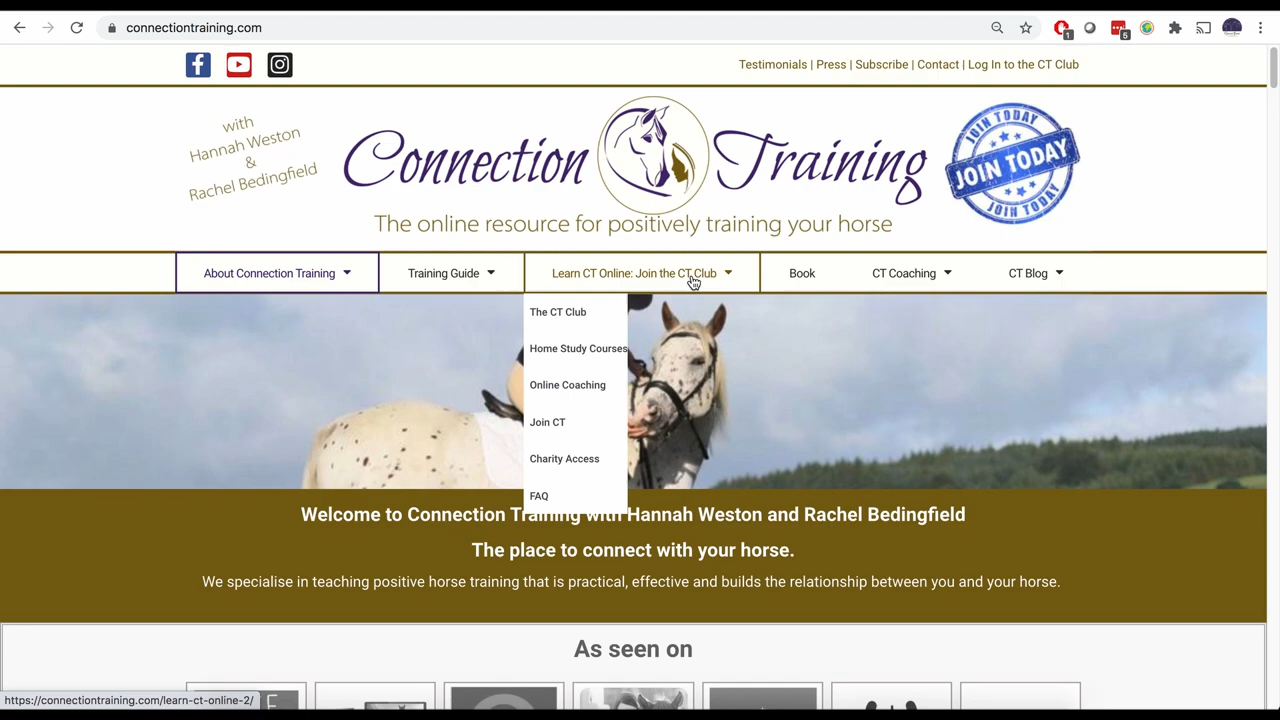 connectiontraining.com
1
5
Testimonials | Press | Subscribe | Contact | Log In to the CT Club
with
Hannah Weston
&
Rachel Bedingfield
Connection Training
The online resource for positively training your horse
JOIN TODAY
JOIN TODAY
JOIN TODAY
About Connection Training
Training Guide
Learn CT Online: Join the CT Club
Book
CT Coaching
CT Blog
The CT Club
Home Study Courses
Online Coaching
Join CT
Charity Access
FAQ
Welcome to Connection Training with Hannah Weston and Rachel Bedingfield
The place to connect with your horse.
We specialise in teaching positive horse training that is practical, effective and builds the relationship between you and your horse.
As seen on
https://connectiontraining.com/learn-ct-online-2/